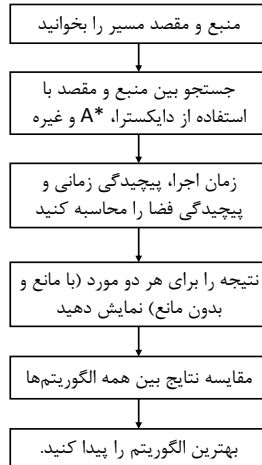 منبع و مقصد مسیر را بخوانید
جستجو بین منبع و مقصد با
استفاده از دایکسترا، A* و غیره
زمان اجرا، پیچیدگی زمانی و
پیچیدگی فضا را محاسبه کنید
نتیجه را برای هر دو مورد (با مانع و
بدون مانع) نمایش دهید
مقایسه نتایج بین همه الگوریتم‌ها
بهترین الگوریتم را پیدا کنید.